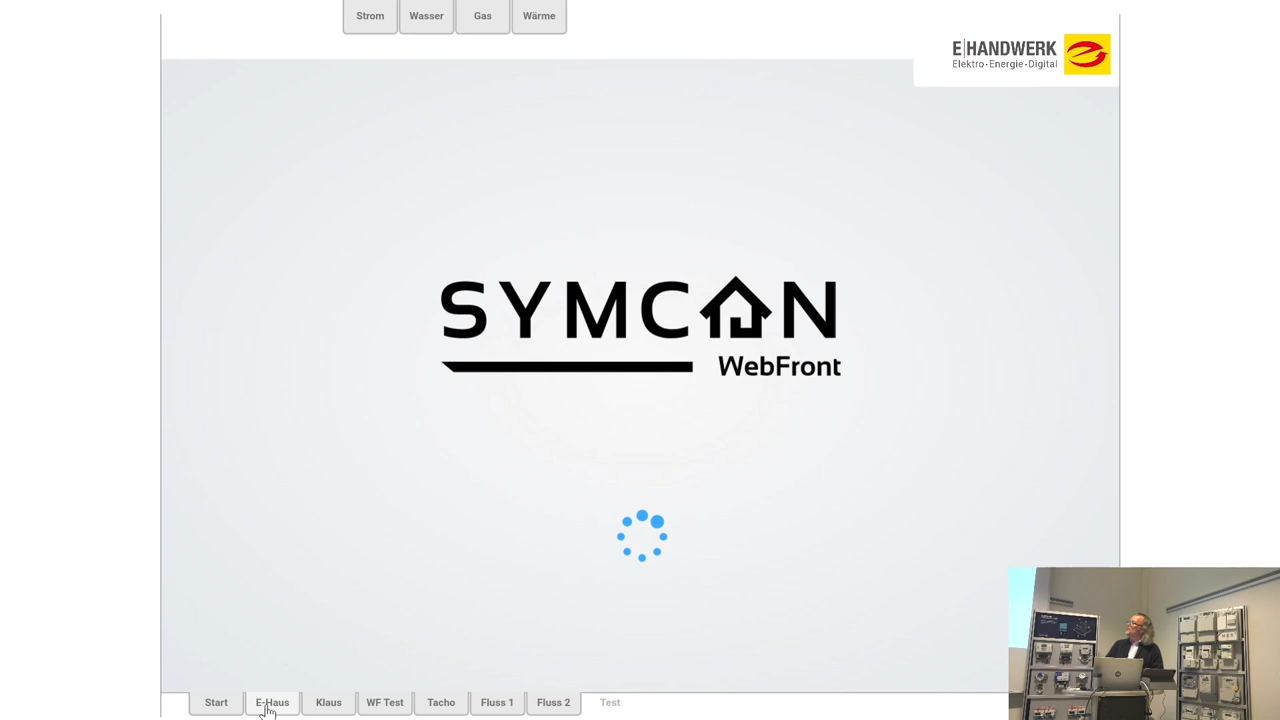 Strom Wasser Gas Wärme
E|HANDWERK
Elektro·Energie·Digital
SYMCON
WebFront
Start E-Haus Klaus WF Test Tacho Fluss 1 Fluss 2 Test